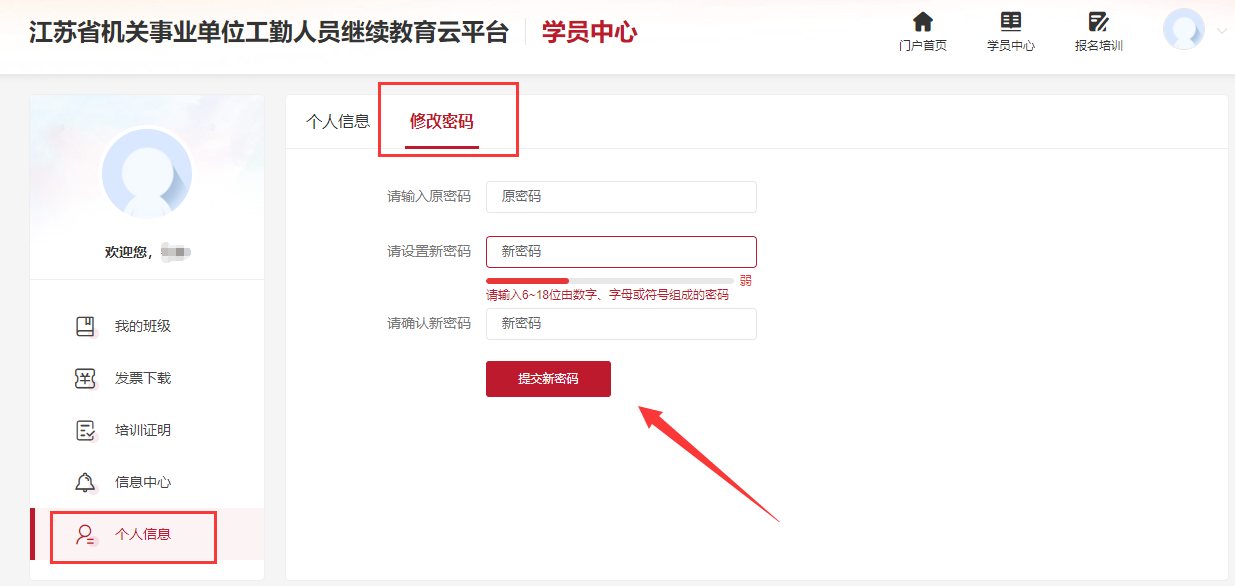 江苏省机关事业单位工勤人员继续教育云平台
学员中心
门户首页
学员中心
报名培训
欢迎您，
我的班级
发票下载
培训证明
信息中心
个人信息
个人信息
修改密码
请输入原密码
原密码
请设置新密码
新密码
弱
请输入6~18位由数字、字母或符号组成的密码
请确认新密码
新密码
提交新密码